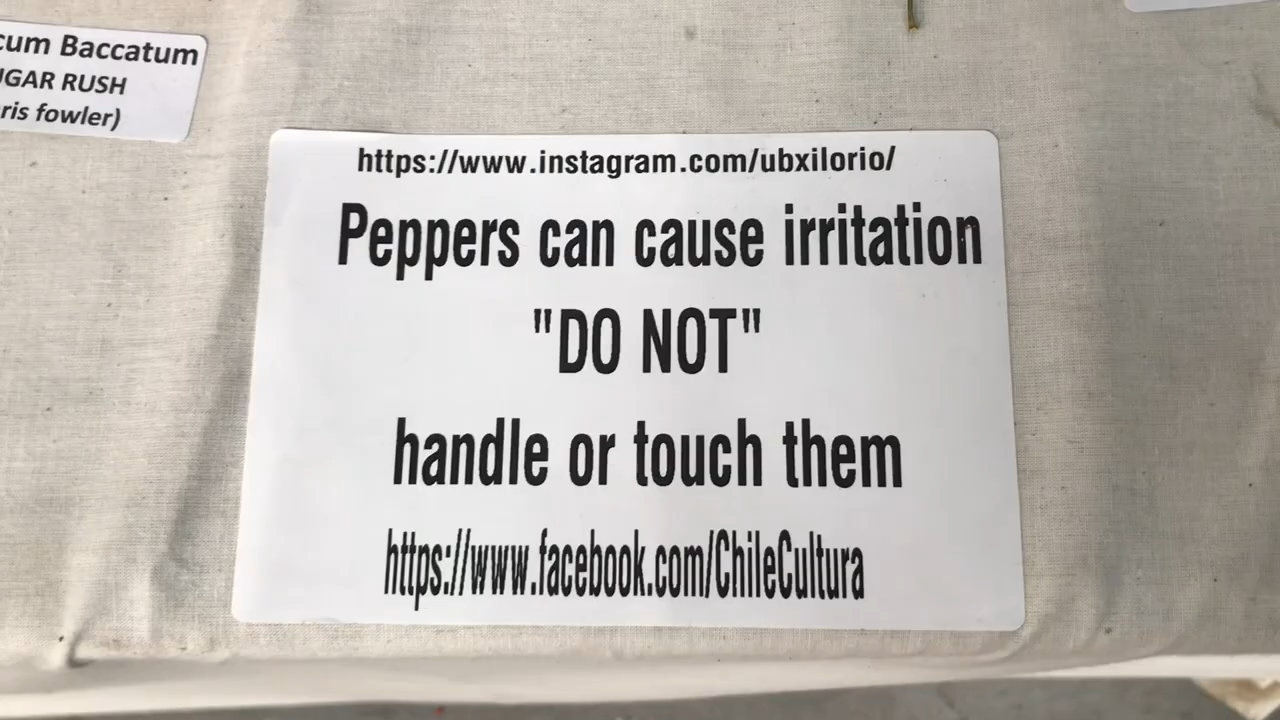 cum Baccatum
GAR RUSH
ris fowler)
https://www.instagram.com/ubxilorio/
Peppers can cause irritation
"DO NOT"
handle or touch them
https://www.facebook.com/ChileCultura